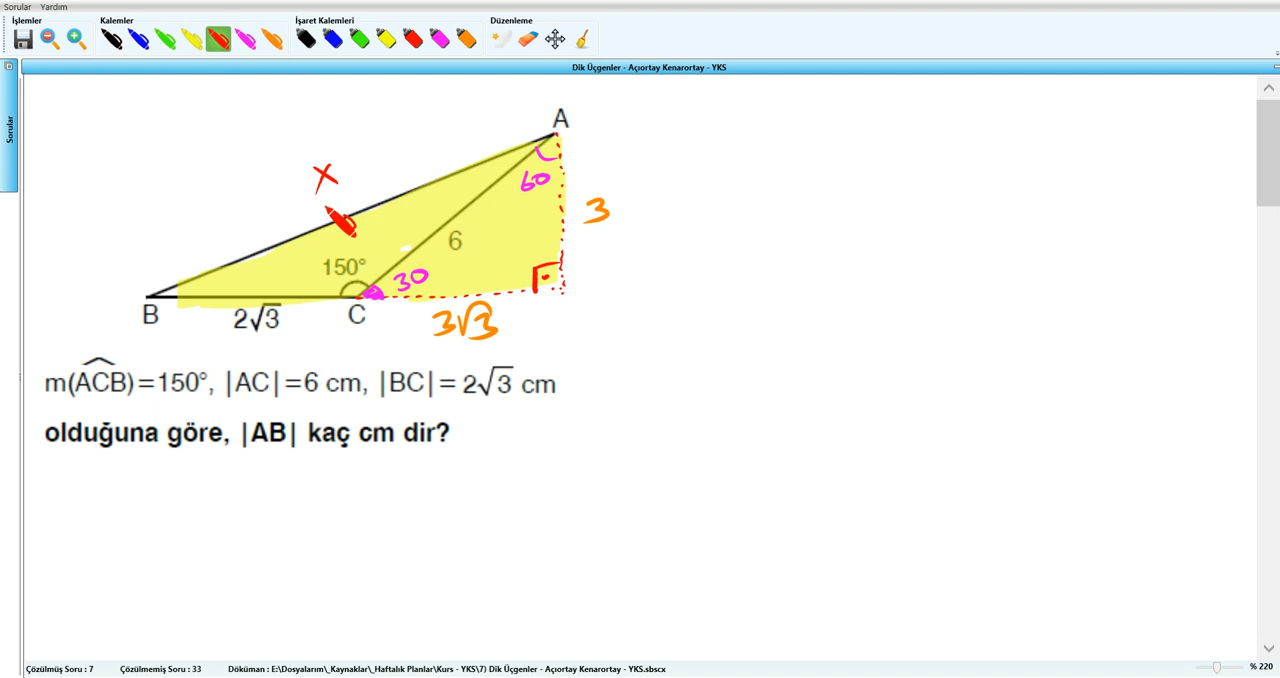 Sorular Yardım
İşlemler Kalemler İşaret Kalemleri Düzenleme
Dik Üçgenler - Açıortay Kenarortay - YKS
Sorular
A
60
x
3
6
150°
30
B
2√3
C
3√3
m(ACB)=150°, |AC|=6 cm, |BC|= 2√3 cm
olduğuna göre, |AB| kaç cm dir?
Çözülmüş Soru : 7 Çözülmemiş Soru : 33 Döküman : E:\Dosyalarım\_Kaynaklar\_Haftalık Planlar\Kurs - YKS\7) Dik Üçgenler - Açıortay Kenarortay - YKS.sbscx % 220